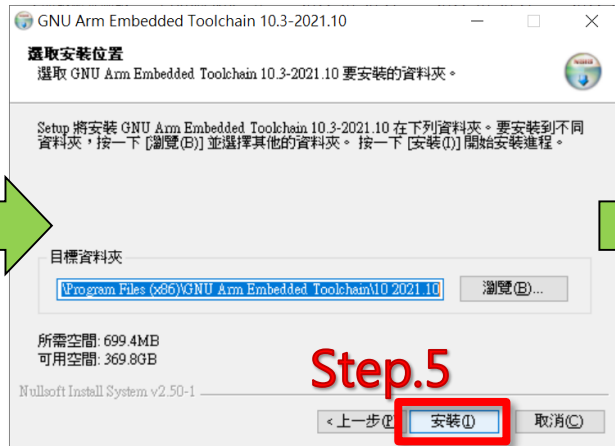 GNU Arm Embedded Toolchain 10.3-2021.10
選取安裝位置
選取 GNU Arm Embedded Toolchain 10.3-2021.10 要安裝的資料夾。
Setup 將安裝 GNU Arm Embedded Toolchain 10.3-2021.10 在下列資料夾。要安裝到不同
資料夾，按一下 [瀏覽(B)] 並選擇其他的資料夾。 按一下 [安裝(I)] 開始安裝進程。
目標資料夾
\Program Files (x86)\GNU Arm Embedded Toolchain\10 2021.10
瀏覽(B)...
所需空間: 699.4MB
可用空間: 369.8GB
Step.5
Nullsoft Install System v2.50-1
<上一步(P
安裝(I)
取消(C)